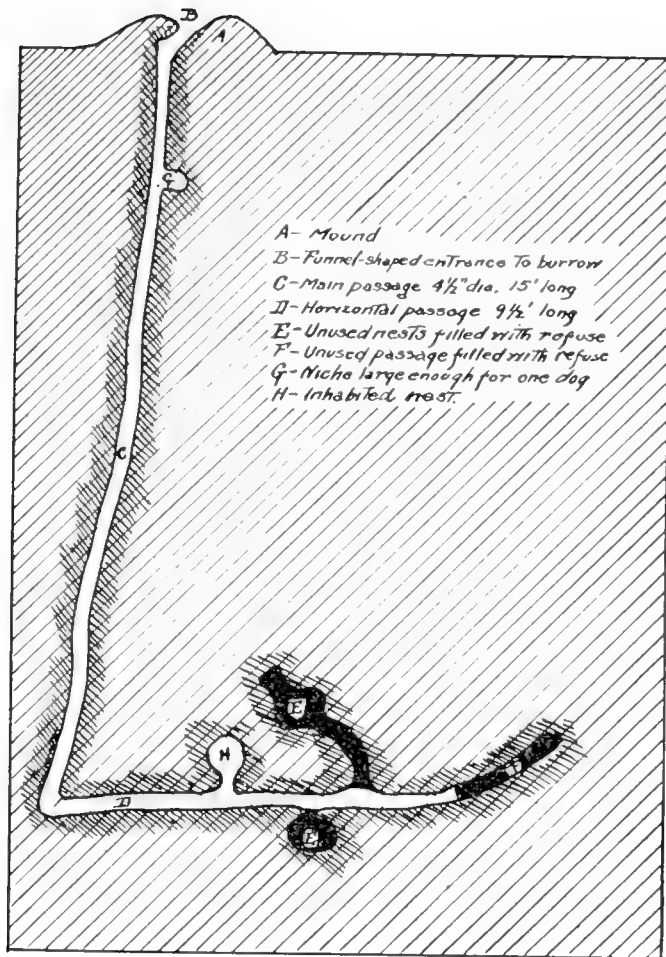 B
A
G
A- Mound
B- Funnel-shaped entrance to burrow
C- Main passage 4½" dia. 15' long
D- Horizontal passage 9½' long
E- Unused nests filled with refuse
F- Unused passage filled with refuse
G- Niche large enough for one dog
H- Inhabited nest.
C
E
H
F
D
E